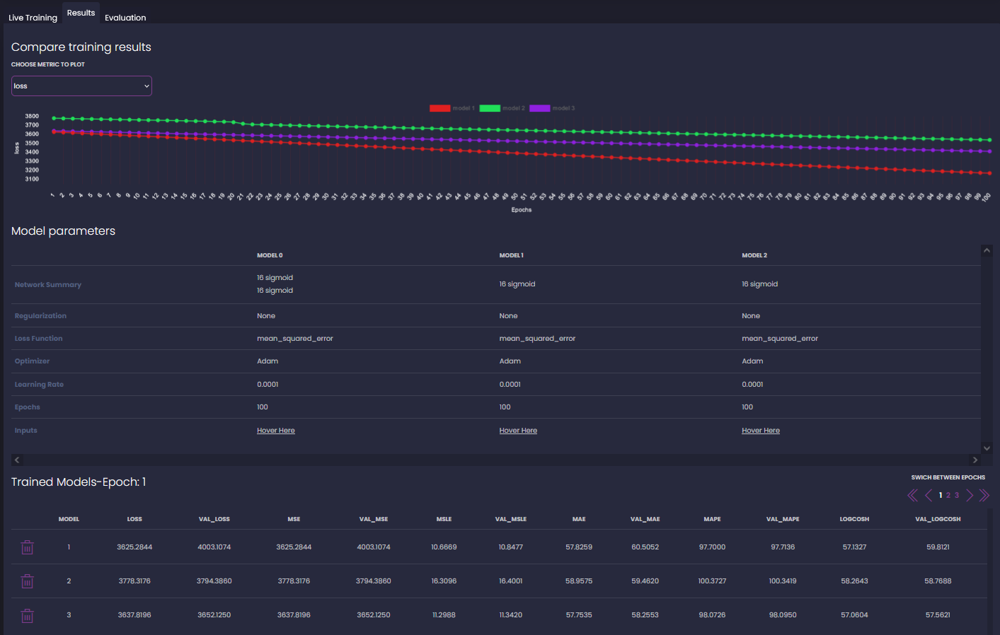 Live Training Results Evaluation
Compare training results
CHOOSE METRIC TO PLOT
loss
model 1 model 2 model 3
3800
3700
3600
3500
3400
3300
3100
loss
1 2 3 4 5 6 7 8 9 10 11 12 13 14 15 16 17 18 19 20 21 22 23 24 25 26 27 28 29 30 31 32 33 34 35 36 37 38 39 40 41 42 43 44 45 46 47 48 49 50 51 52 53 54 55 56 57 58 59 60 61 62 63 64 65 66 67 68 69 70 71 72 73 74 75 76 77 78 79 80 81 82 83 84 85 86 87 88 89 90 91 92 93 94 95 96 97 98 99 100
Epochs
Model parameters
MODEL 0 MODEL 1 MODEL 2
Network Summary 16 sigmoid 16 sigmoid 16 sigmoid
16 sigmoid
Regularization None None None
Loss Function mean_squared_error mean_squared_error mean_squared_error
Optimizer Adam Adam Adam
Learning Rate 0.0001 0.0001 0.0001
Epochs 100 100 100
Inputs Hover Here Hover Here Hover Here
Trained Models-Epoch: 1
SWICH BETWEEN EPOCHS
1 2 3
MODEL LOSS VAL_LOSS MSE VAL_MSE MSLE VAL_MSLE MAE VAL_MAE MAPE VAL_MAPE LOGCOSH VAL_LOGCOSH
1 3625.2844 4003.1074 3625.2844 4003.1074 10.6669 10.8477 57.8259 60.5052 97.7000 97.7136 57.1327 59.8121
2 3778.3176 3794.3860 3778.3176 3794.3860 16.3096 16.4001 58.9575 59.4620 100.3727 100.3419 58.2643 58.7688
3 3637.8196 3652.1250 3637.8196 3652.1250 11.2988 11.3420 57.7535 58.2553 98.0726 98.0950 57.0604 57.5621